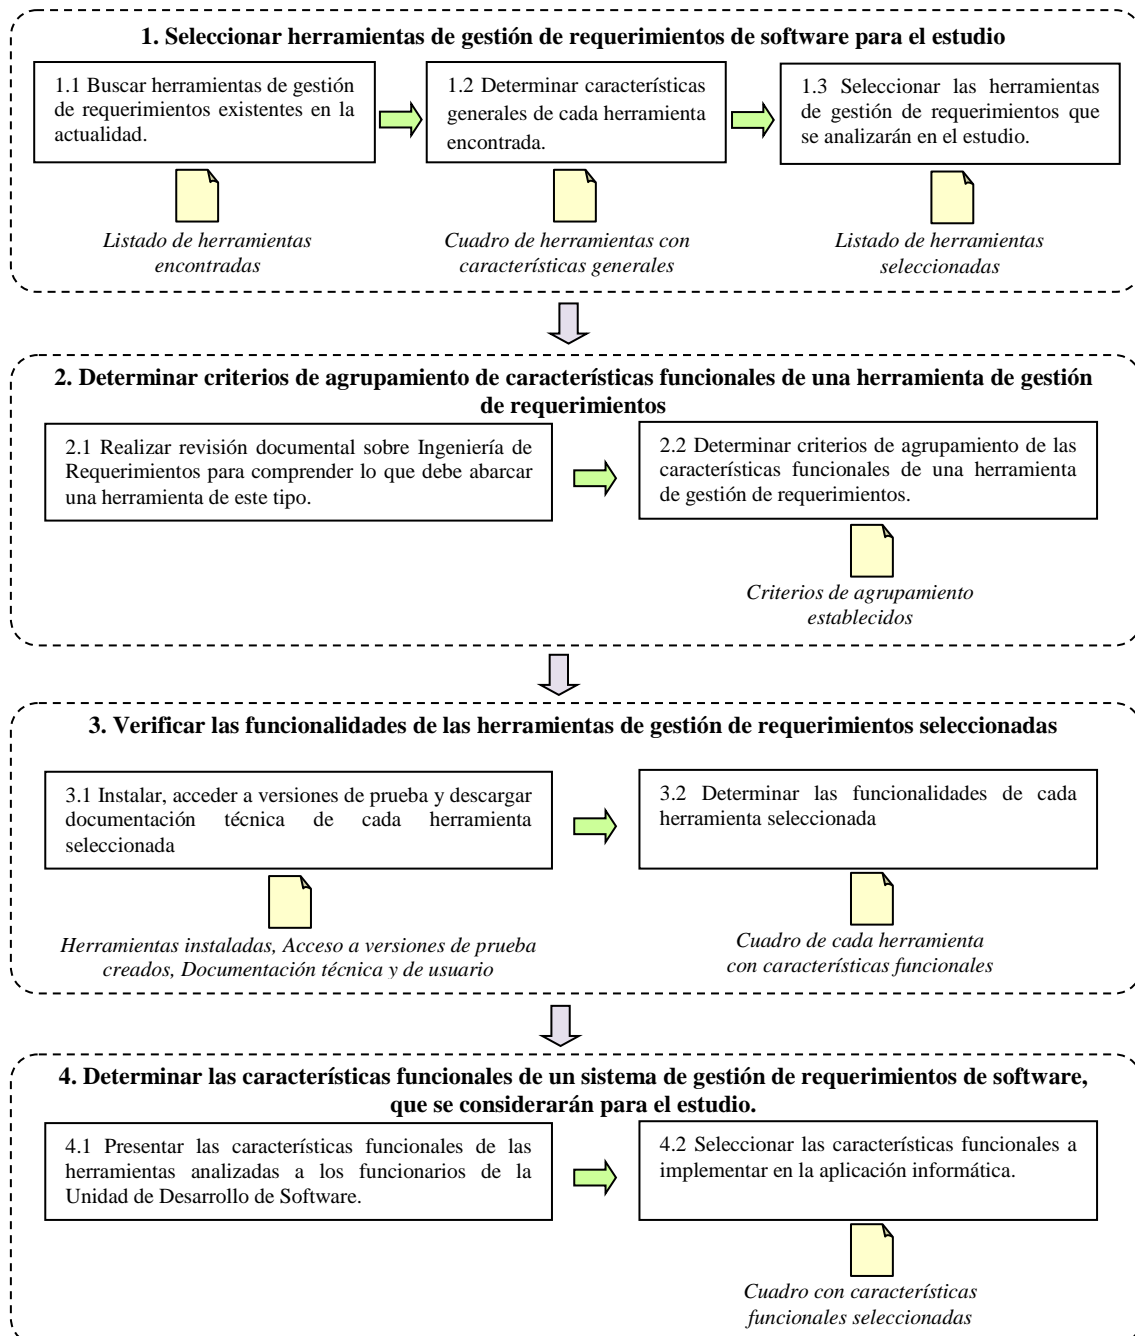 1. Seleccionar herramientas de gestión de requerimientos de software para el estudio
1.1 Buscar herramientas de gestión
de requerimientos existentes en la
actualidad.
1.2 Determinar características
generales de cada herramienta
encontrada.
1.3 Seleccionar las herramientas
de gestión de requerimientos que
se analizarán en el estudio.
Listado de herramientas
encontradas
Cuadro de herramientas con
características generales
Listado de herramientas
seleccionadas
2. Determinar criterios de agrupamiento de características funcionales de una herramienta de gestión
de requerimientos
2.1 Realizar revisión documental sobre Ingeniería de
Requerimientos para comprender lo que debe abarcar
una herramienta de este tipo.
2.2 Determinar criterios de agrupamiento de las
características funcionales de una herramienta
de gestión de requerimientos.
Criterios de agrupamiento
establecidos
3. Verificar las funcionalidades de las herramientas de gestión de requerimientos seleccionadas
3.1 Instalar, acceder a versiones de prueba y descargar
documentación técnica de cada herramienta
seleccionada
3.2 Determinar las funcionalidades de cada
herramienta seleccionada
Herramientas instaladas, Acceso a versiones de prueba
creados, Documentación técnica y de usuario
Cuadro de cada herramienta
con características funcionales
4. Determinar las características funcionales de un sistema de gestión de requerimientos de software,
que se considerarán para el estudio.
4.1 Presentar las características funcionales de las
herramientas analizadas a los funcionarios de la
Unidad de Desarrollo de Software.
4.2 Seleccionar las características funcionales a
implementar en la aplicación informática.
Cuadro con características
funcionales seleccionadas